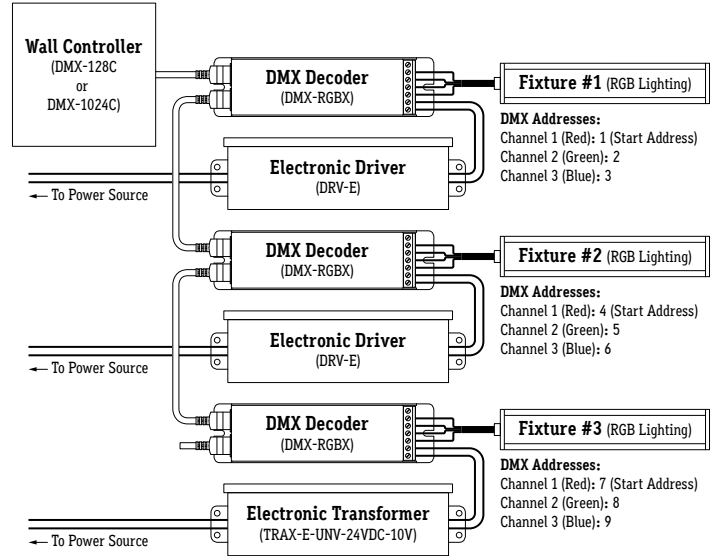 Wall Controller
(DMX-128C
or
DMX-1024C)
DMX Decoder
(DMX-RGBX)
Fixture #1 (RGB Lighting)
DMX Addresses:
Channel 1 (Red): 1 (Start Address)
Channel 2 (Green): 2
Channel 3 (Blue): 3
Electronic Driver
(DRV-E)
← To Power Source
DMX Decoder
(DMX-RGBX)
Fixture #2 (RGB Lighting)
DMX Addresses:
Channel 1 (Red): 4 (Start Address)
Channel 2 (Green): 5
Channel 3 (Blue): 6
Electronic Driver
(DRV-E)
← To Power Source
DMX Decoder
(DMX-RGBX)
Fixture #3 (RGB Lighting)
DMX Addresses:
Channel 1 (Red): 7 (Start Address)
Channel 2 (Green): 8
Channel 3 (Blue): 9
Electronic Transformer
(TRAX-E-UNV-24VDC-10V)
← To Power Source